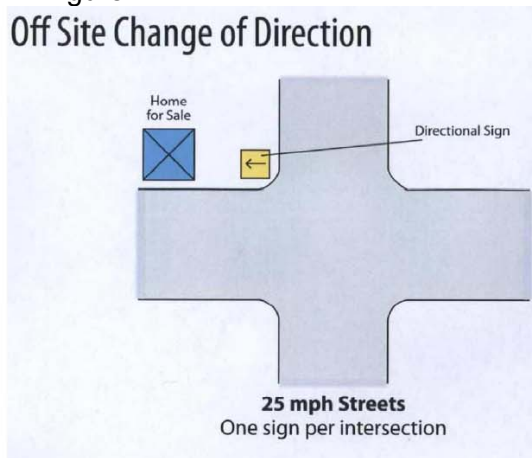 Off Site Change of Direction
Home
for Sale
Directional Sign
25 mph Streets
One sign per intersection